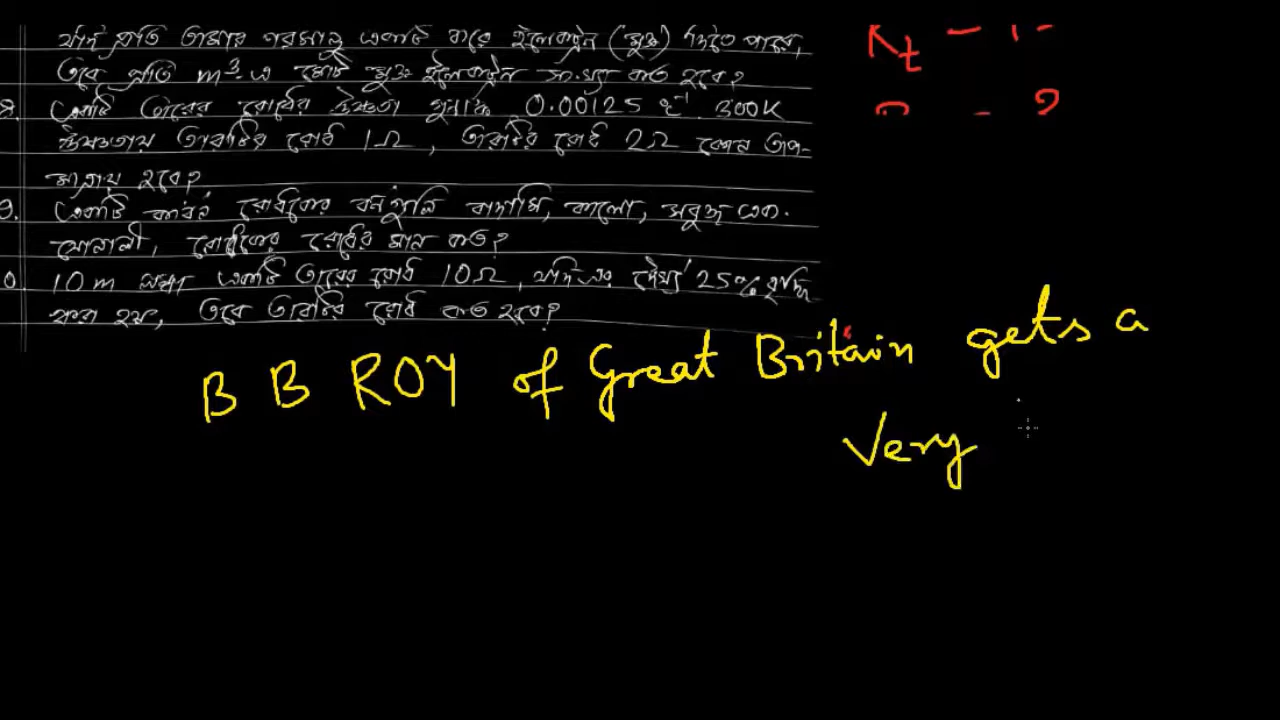 যদি প্রতি তামার পরমাণু একটি করে ইলেকট্রন (মুক্ত) দিতে পারে,
তবে প্রতি m³ এ মোট মুক্ত ইলেকট্রন সংখ্যা কত হবে?
একটি তারের রোধের উষ্ণতা গুনাঙ্ক 0.00125 °C⁻¹. 300K
উষ্ণতায় তারটির রোধ 1Ω, তারটির রোধ 2Ω কোন তাপ-
মাত্রায় হবে?
9. একটি কার্বন রোধকের বর্ণগুলি বাদামি, কালো, সবুজ এবং
সোনালী, রোধকের রোধের মান কত?
10 m লম্বা একটি তারের রোধ 10Ω, যদি এর দৈর্ঘ্য 25% বৃদ্ধি
করা হয়, তবে তারটির রোধ কত হবে?
Rt -
B B ROY of Great Britain gets a
Very